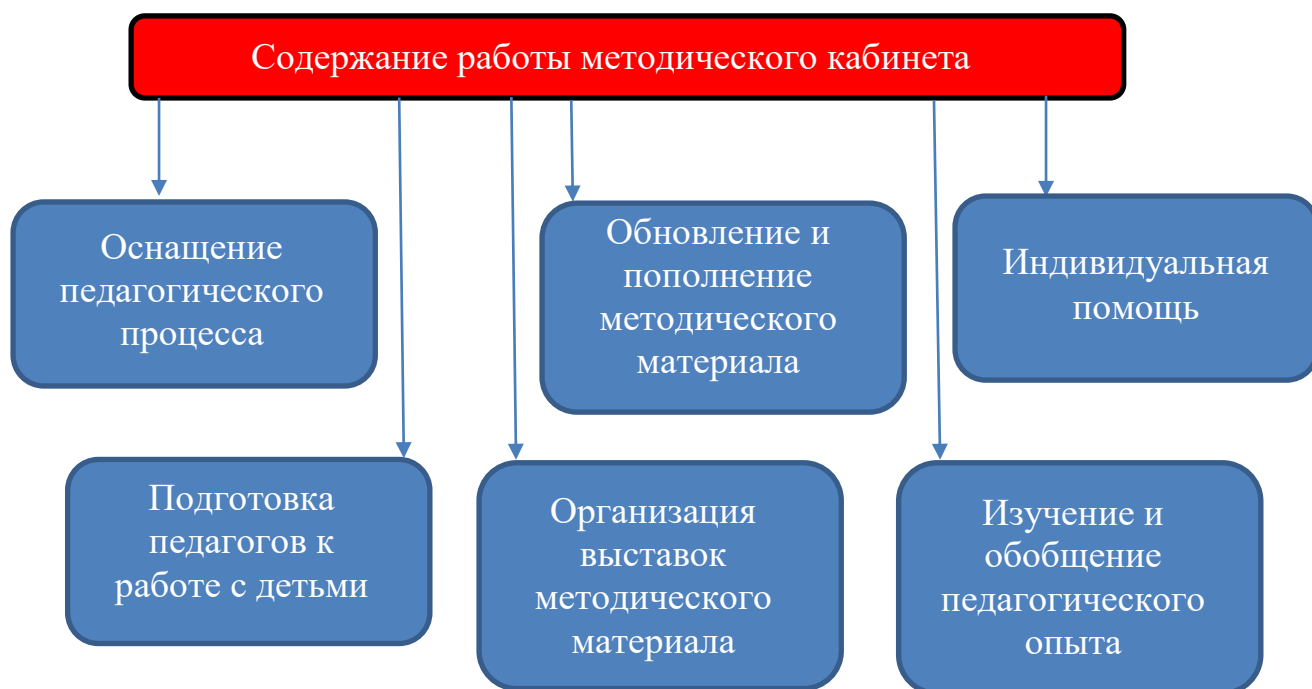 Содержание работы методического кабинета
Оснащение
педагогического
процесса
Обновление и
пополнение
методического
материала
Индивидуальная
помощь
Подготовка
педагогов к
работе с детьми
Организация
выставок
методического
материала
Изучение и
обобщение
педагогического
опыта